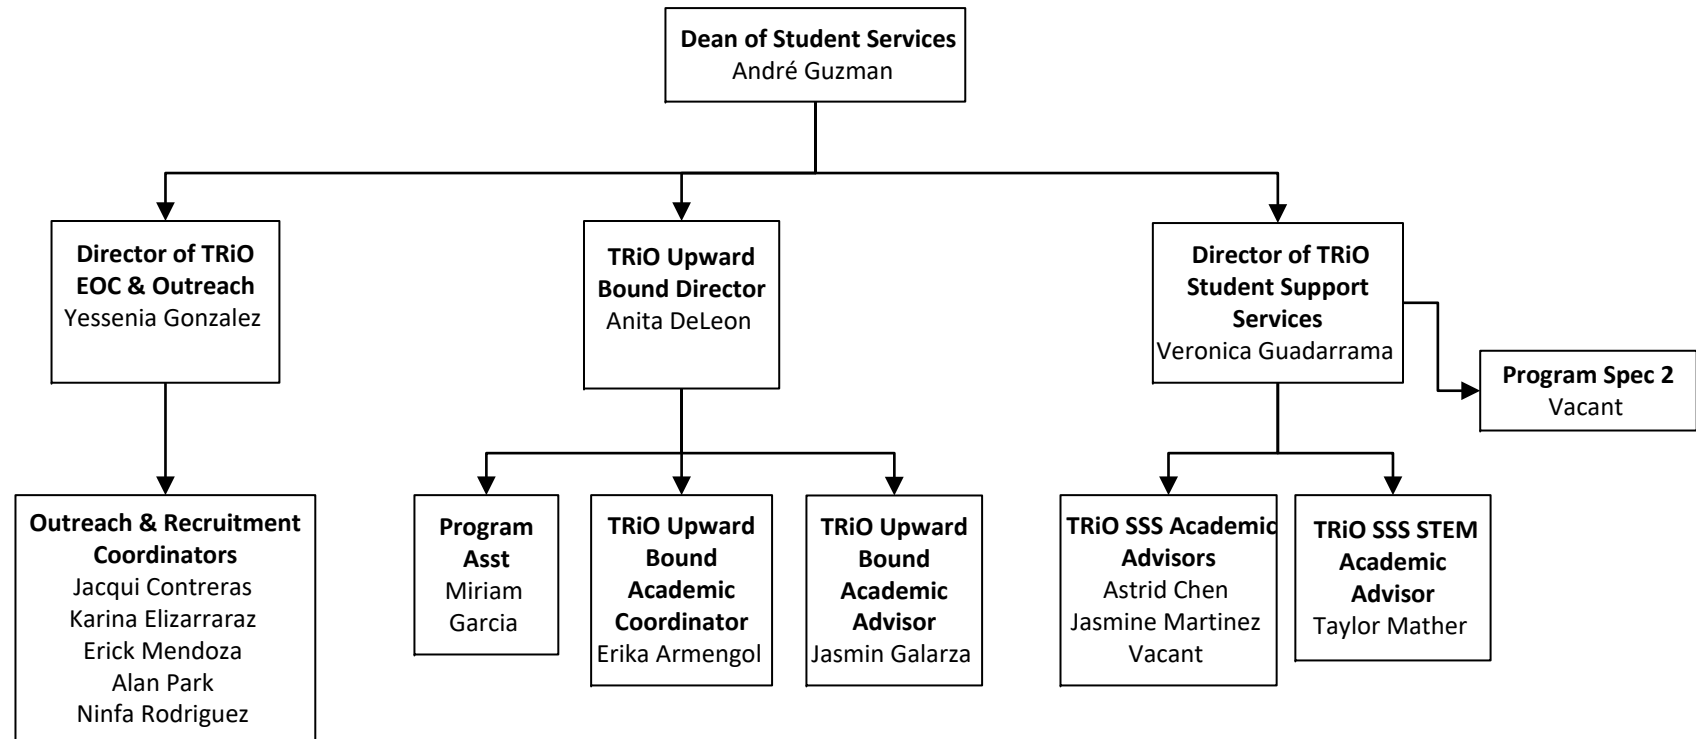 Dean of Student Services
André Guzman
Director of TRiO
EOC & Outreach
Yessenia Gonzalez
TRiO Upward
Bound Director
Anita DeLeon
Director of TRiO
Student Support
Services
Veronica Guadarrama
Program Spec 2
Vacant
Outreach & Recruitment
Coordinators
Jacqui Contreras
Karina Elizarraraz
Erick Mendoza
Alan Park
Ninfa Rodriguez
Program
Asst
Miriam
Garcia
TRiO Upward
Bound
Academic
Coordinator
Erika Armengol
TRiO Upward
Bound
Academic
Advisor
Jasmin Galarza
TRiO SSS Academic
Advisors
Astrid Chen
Jasmine Martinez
Vacant
TRiO SSS STEM
Academic
Advisor
Taylor Mather